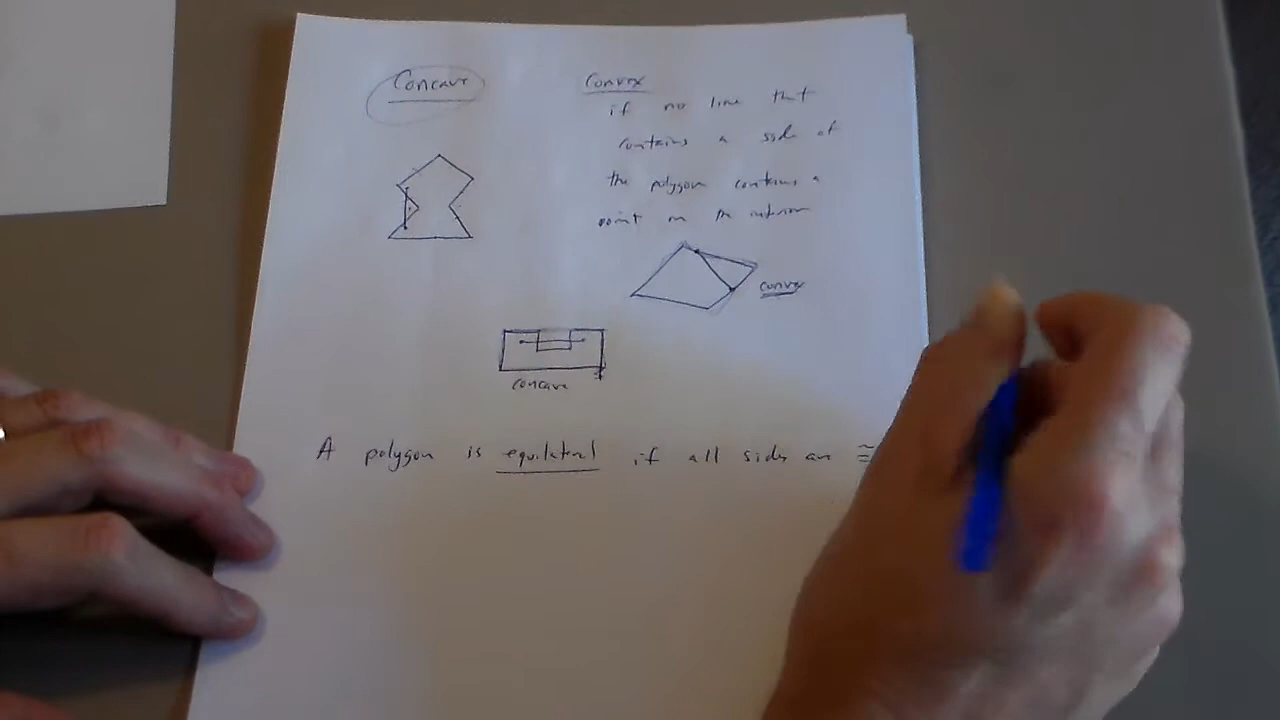 Concave
Convex
if no line that
contains a side of
the polygon contains a
point in the interior
convex
concave
A polygon is equilateral if all sides are ≅